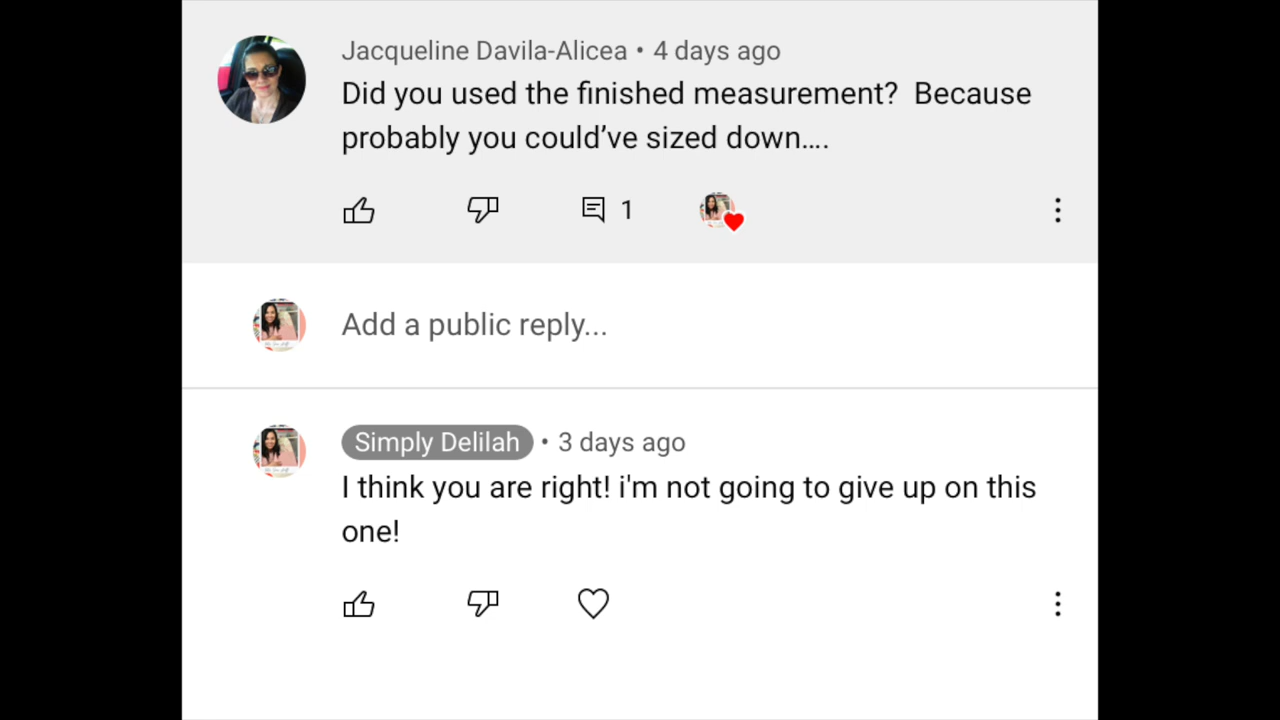 Jacqueline Davila-Alicea • 4 days ago
Did you used the finished measurement?  Because
probably you could’ve sized down….
1
Add a public reply...
Simply Delilah • 3 days ago
I think you are right! i'm not going to give up on this
one!